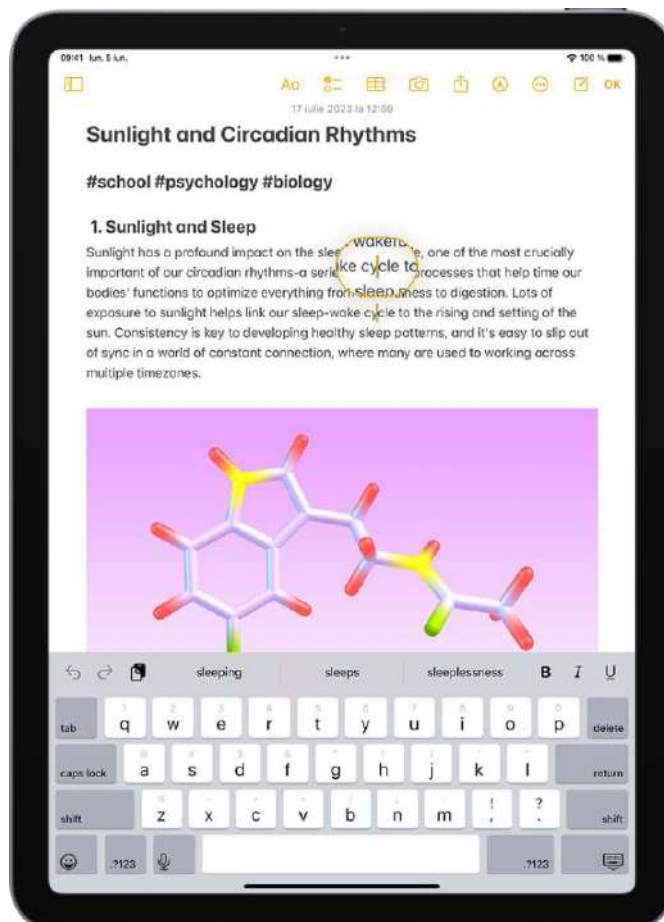 09:41 lun. 5 iun.
100 %
Aa
OK
17 iulie 2023 la 12:59
Sunlight and Circadian Rhythms
#school #psychology #biology
1. Sunlight and Sleep
Sunlight has a profound impact on the one of the most crucially
ike cycle to
important of our circadian rhythms-a processes that help time our
sleep
bodies' functions to optimize everything from ness to digestion. Lots of
exposure to sunlight helps link our sleep-wake cycle to the rising and setting of the
sun. Consistency is key to developing healthy sleep patterns, and it's easy to slip out
of sync in a world of constant connection, where many are used to working across
multiple timezones.
sleeping sleeps sleeplessness B I U
tab q w e r t y u i o p delete
caps lock a s d f g h j k l return
shift z x c v b n m ! , ? . shift
.?123 .?123